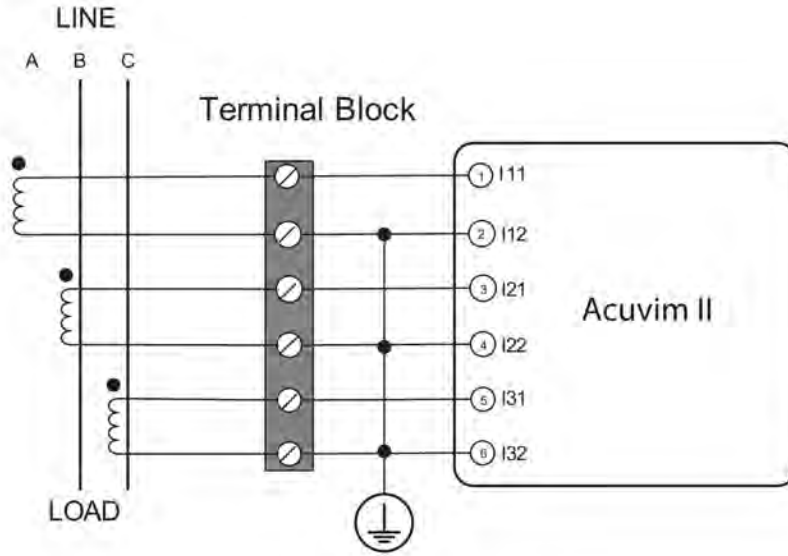 LINE
A B C
Terminal Block
1 I11
2 I12
3 I21
4 I22
5 I31
6 I32
Acuvim II
LOAD